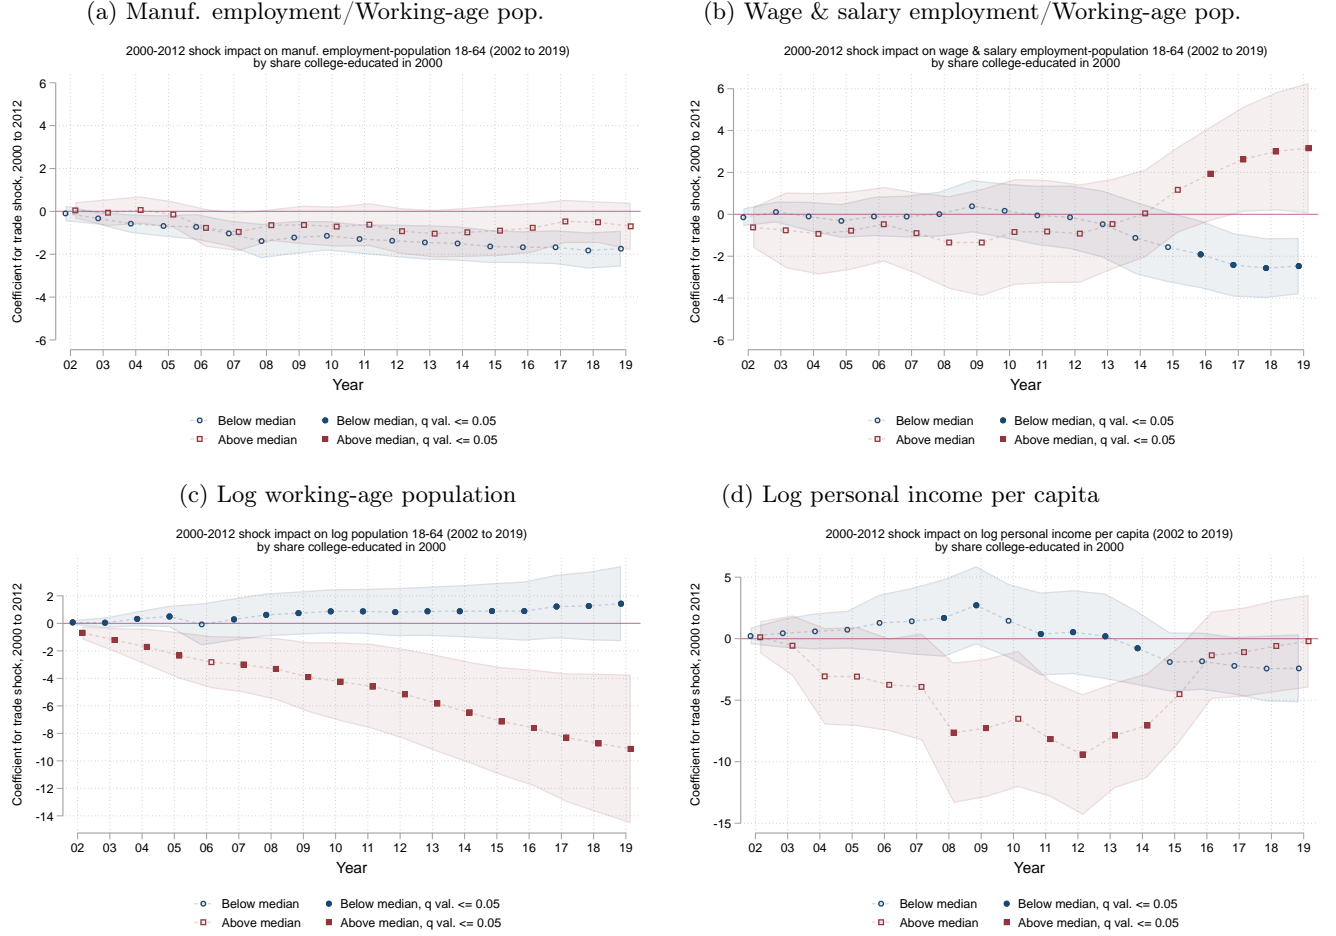 (a) Manuf. employment/Working-age pop.
2000-2012 shock impact on manuf. employment-population 18-64 (2002 to 2019)
by share college-educated in 2000
Coefficient for trade shock, 2000 to 2012
6
4
2
0
-2
-4
-6
02 03 04 05 06 07 08 09 10 11 12 13 14 15 16 17 18 19
Year
Below median Below median, q val. <= 0.05
Above median Above median, q val. <= 0.05
(b) Wage & salary employment/Working-age pop.
2000-2012 shock impact on wage & salary employment-population 18-64 (2002 to 2019)
by share college-educated in 2000
Coefficient for trade shock, 2000 to 2012
6
4
2
0
-2
-4
-6
02 03 04 05 06 07 08 09 10 11 12 13 14 15 16 17 18 19
Year
Below median Below median, q val. <= 0.05
Above median Above median, q val. <= 0.05
(c) Log working-age population
2000-2012 shock impact on log population 18-64 (2002 to 2019)
by share college-educated in 2000
Coefficient for trade shock, 2000 to 2012
2
0
-2
-4
-6
-8
-10
-12
-14
02 03 04 05 06 07 08 09 10 11 12 13 14 15 16 17 18 19
Year
Below median Below median, q val. <= 0.05
Above median Above median, q val. <= 0.05
(d) Log personal income per capita
2000-2012 shock impact on log personal income per capita (2002 to 2019)
by share college-educated in 2000
Coefficient for trade shock, 2000 to 2012
5
0
-5
-10
-15
02 03 04 05 06 07 08 09 10 11 12 13 14 15 16 17 18 19
Year
Below median Below median, q val. <= 0.05
Above median Above median, q val. <= 0.05